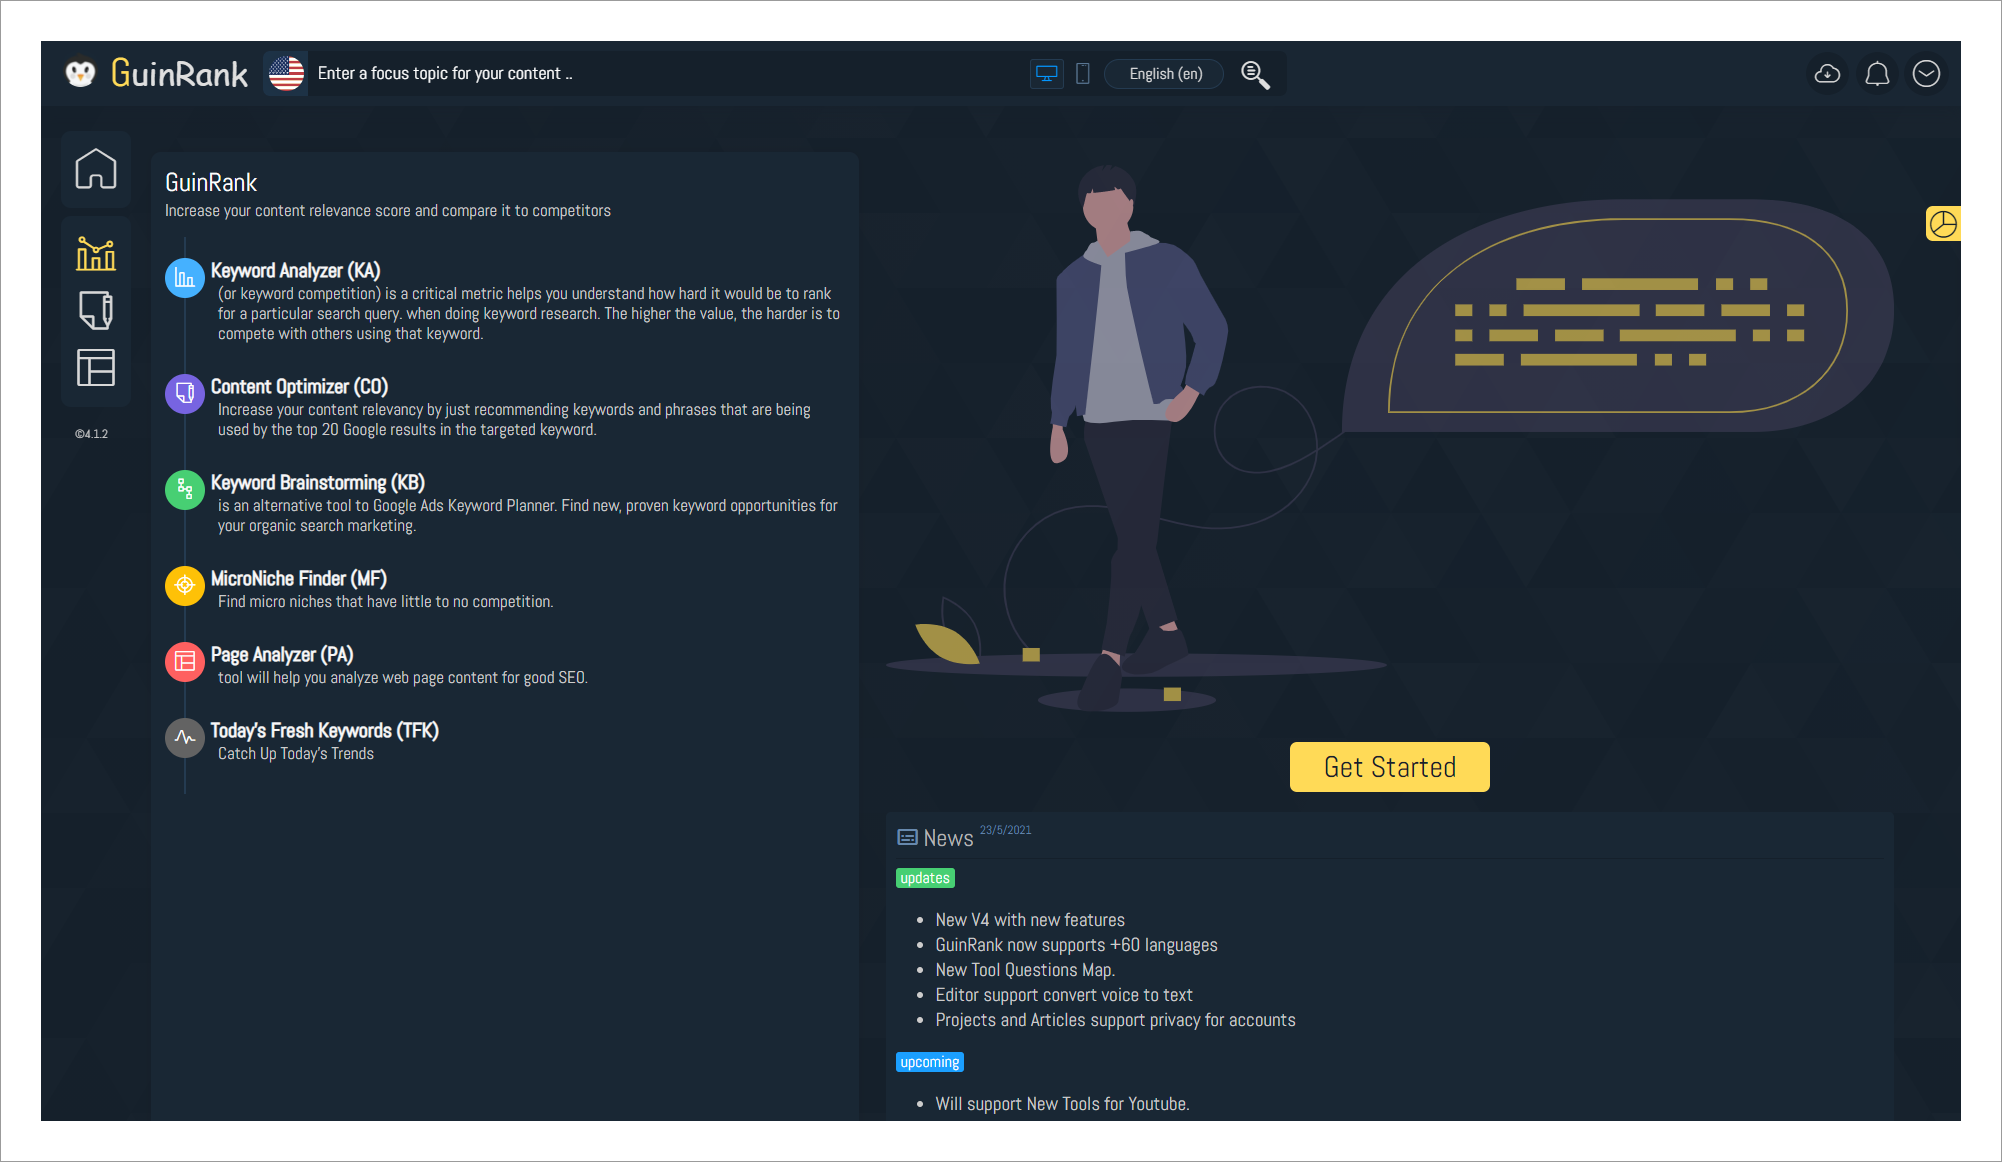 GuinRank
Enter a focus topic for your content ..
English (en)
GuinRank
Increase your content relevance score and compare it to competitors
Keyword Analyzer (KA)
(or keyword competition) is a critical metric helps you understand how hard it would be to rank
for a particular search query. when doing keyword research. The higher the value, the harder is to
compete with others using that keyword.
Content Optimizer (CO)
Increase your content relevancy by just recommending keywords and phrases that are being
used by the top 20 Google results in the targeted keyword.
Keyword Brainstorming (KB)
is an alternative tool to Google Ads Keyword Planner. Find new, proven keyword opportunities for
your organic search marketing.
MicroNiche Finder (MF)
Find micro niches that have little to no competition.
Page Analyzer (PA)
tool will help you analyze web page content for good SEO.
Today's Fresh Keywords (TFK)
Catch Up Today's Trends
©4.1.2
Get Started
News 23/5/2021
updates
• New V4 with new features
• GuinRank now supports +60 languages
• New Tool Questions Map.
• Editor support convert voice to text
• Projects and Articles support privacy for accounts
upcoming
• Will support New Tools for Youtube.